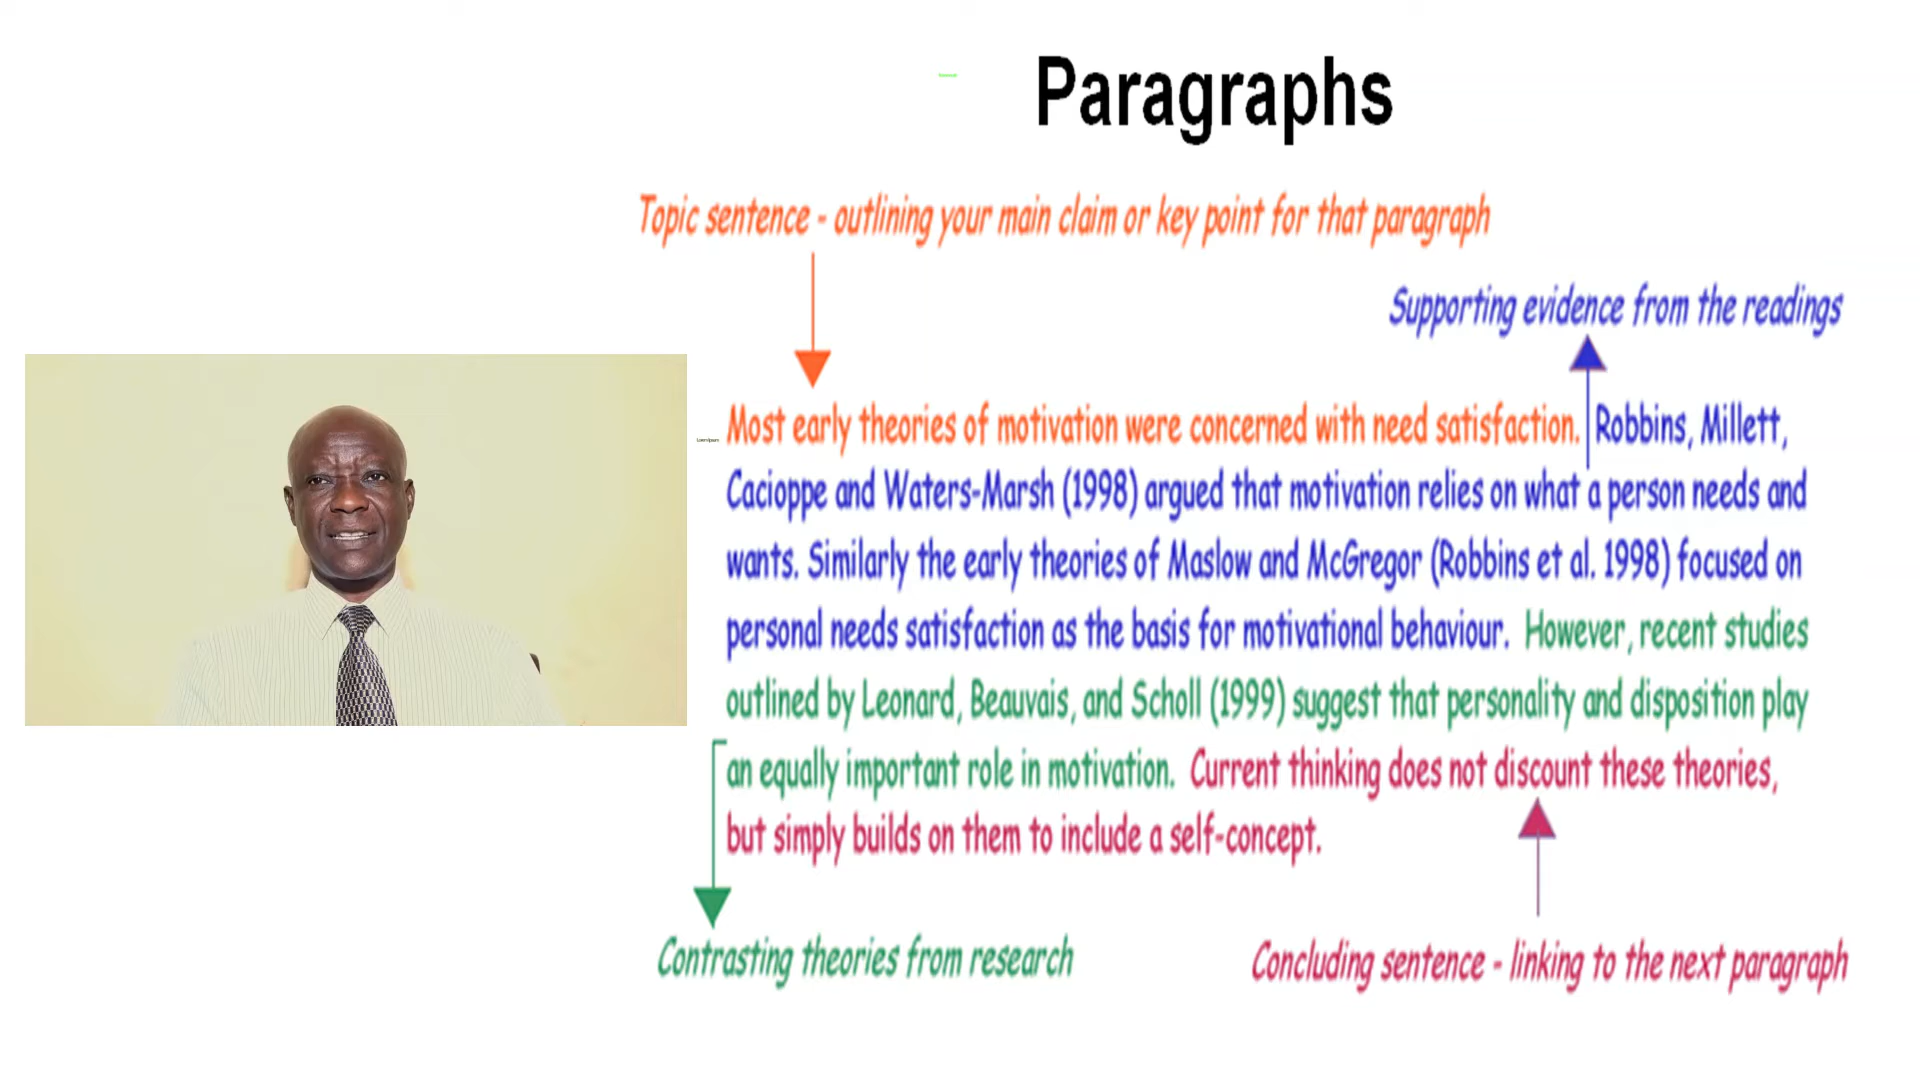 Paragraphs
Topic sentence - outlining your main claim or key point for that paragraph
Supporting evidence from the readings
Most early theories of motivation were concerned with need satisfaction. Robbins, Millett,
Cacioppe and Waters-Marsh (1998) argued that motivation relies on what a person needs and
wants. Similarly the early theories of Maslow and McGregor (Robbins et al. 1998) focused on
personal needs satisfaction as the basis for motivational behaviour. However, recent studies
outlined by Leonard, Beauvais, and Scholl (1999) suggest that personality and disposition play
an equally important role in motivation. Current thinking does not discount these theories,
but simply builds on them to include a self-concept.
Contrasting theories from research
Concluding sentence - linking to the next paragraph